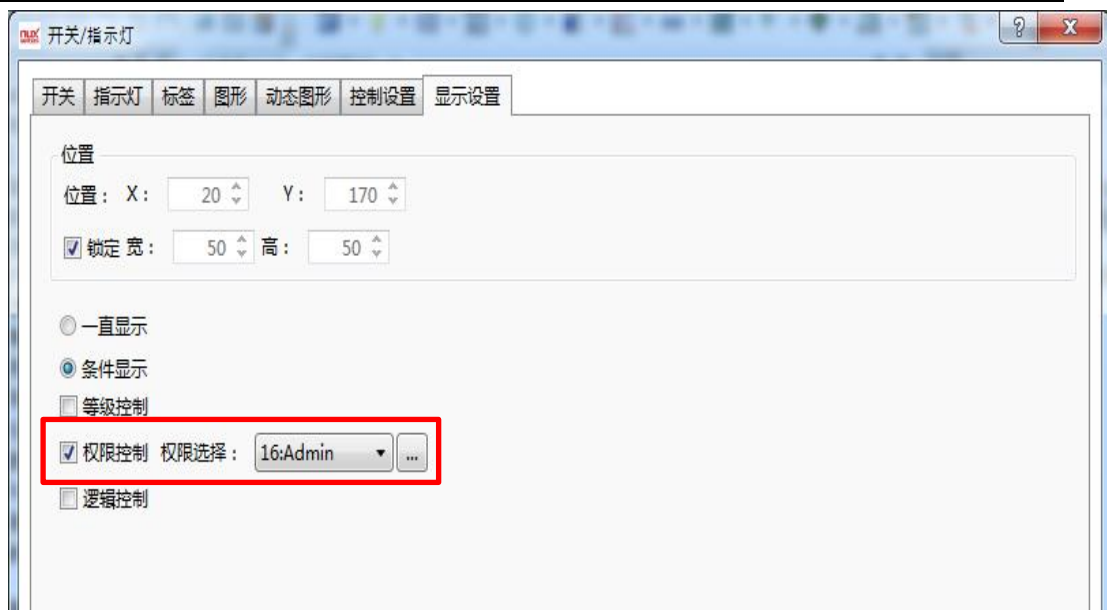 nux
开关/指示灯
? X
开关 指示灯 标签 图形 动态图形 控制设置 显示设置
位置
位置: X: 20 Y: 170
锁定 宽: 50 高: 50
一直显示
条件显示
等级控制
权限控制 权限选择: 16:Admin ...
逻辑控制